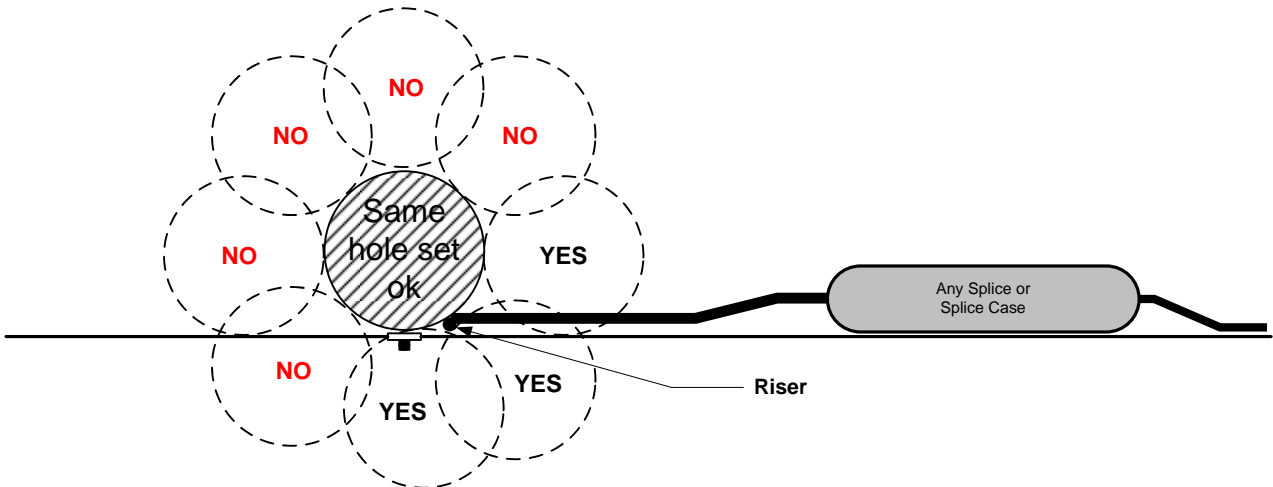 NO
NO
NO
Same
hole set
ok
NO
YES
Any Splice or
Splice Case
NO
YES
YES
Riser